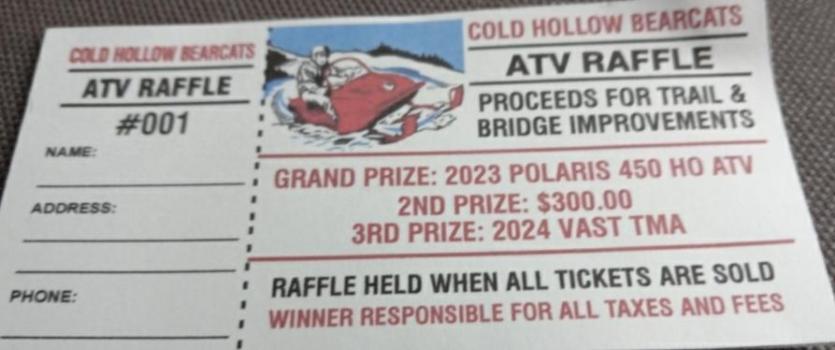 COLD HOLLOW BEARCATS
ATV RAFFLE
#001
NAME:
ADDRESS:
PHONE:
COLD HOLLOW BEARCATS
ATV RAFFLE
PROCEEDS FOR TRAIL &
BRIDGE IMPROVEMENTS
GRAND PRIZE: 2023 POLARIS 450 HO ATV
2ND PRIZE: $300.00
3RD PRIZE: 2024 VAST TMA
RAFFLE HELD WHEN ALL TICKETS ARE SOLD
WINNER RESPONSIBLE FOR ALL TAXES AND FEES